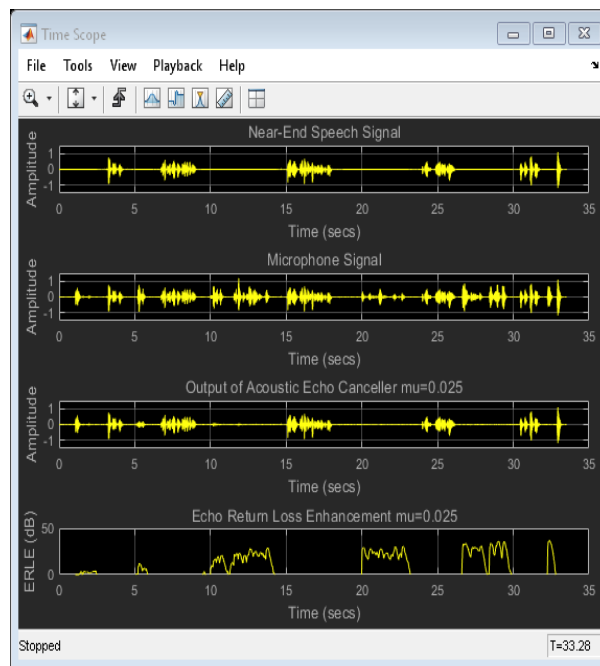 Time Scope
File Tools View Playback Help
Near-End Speech Signal
Amplitude
1
0
-1
0 5 10 15 20 25 30 35
Time (secs)
Microphone Signal
Amplitude
1
0
-1
0 5 10 15 20 25 30 35
Time (secs)
Output of Acoustic Echo Canceller mu=0.025
Amplitude
1
0
-1
0 5 10 15 20 25 30 35
Time (secs)
Echo Return Loss Enhancement mu=0.025
ERLE (dB)
50
0
0 5 10 15 20 25 30 35
Time (secs)
Stopped T=33.28